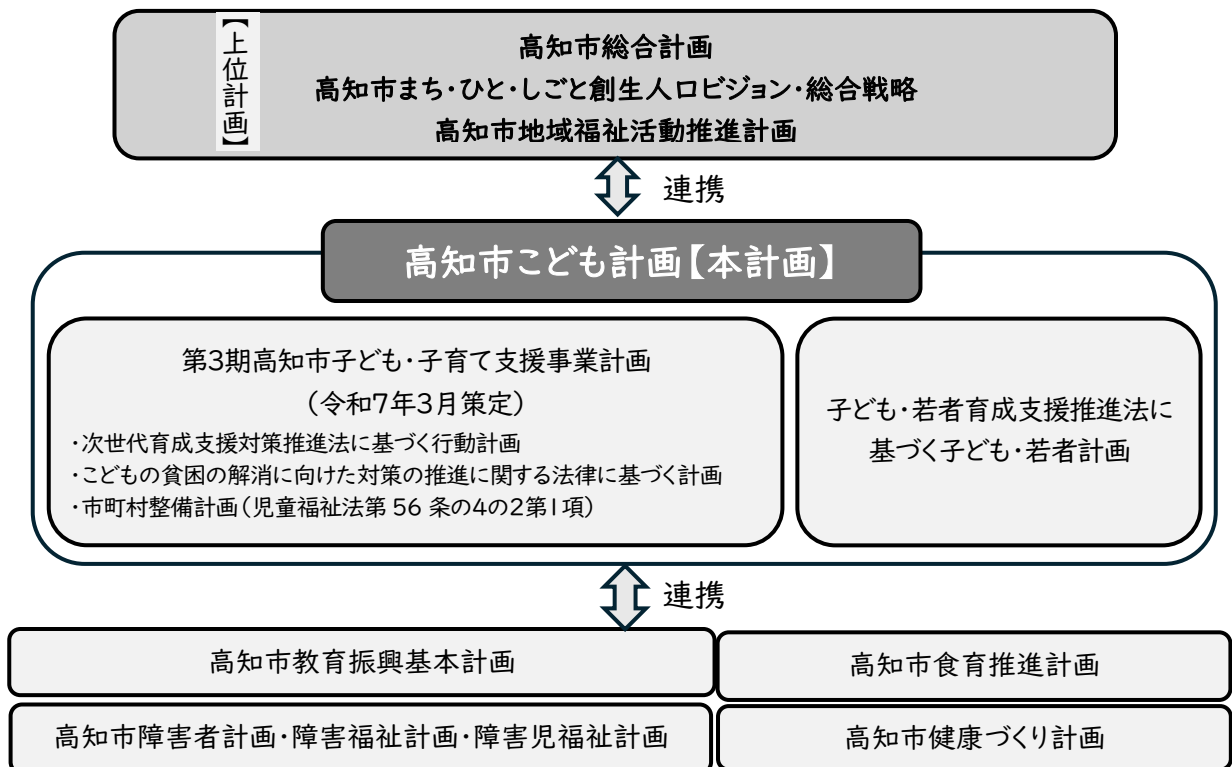 【上位計画】
高知市総合計画
高知市まち・ひと・しごと創生人口ビジョン・総合戦略
高知市地域福祉活動推進計画
連携
高知市こども計画【本計画】
第3期高知市子ども・子育て支援事業計画
(令和7年3月策定)
・次世代育成支援対策推進法に基づく行動計画
・こどもの貧困の解消に向けた対策の推進に関する法律に基づく計画
・市町村整備計画(児童福祉法第 56 条の4の2第1項)
子ども・若者育成支援推進法に
基づく子ども・若者計画
連携
高知市教育振興基本計画
高知市食育推進計画
高知市障害者計画・障害福祉計画・障害児福祉計画
高知市健康づくり計画